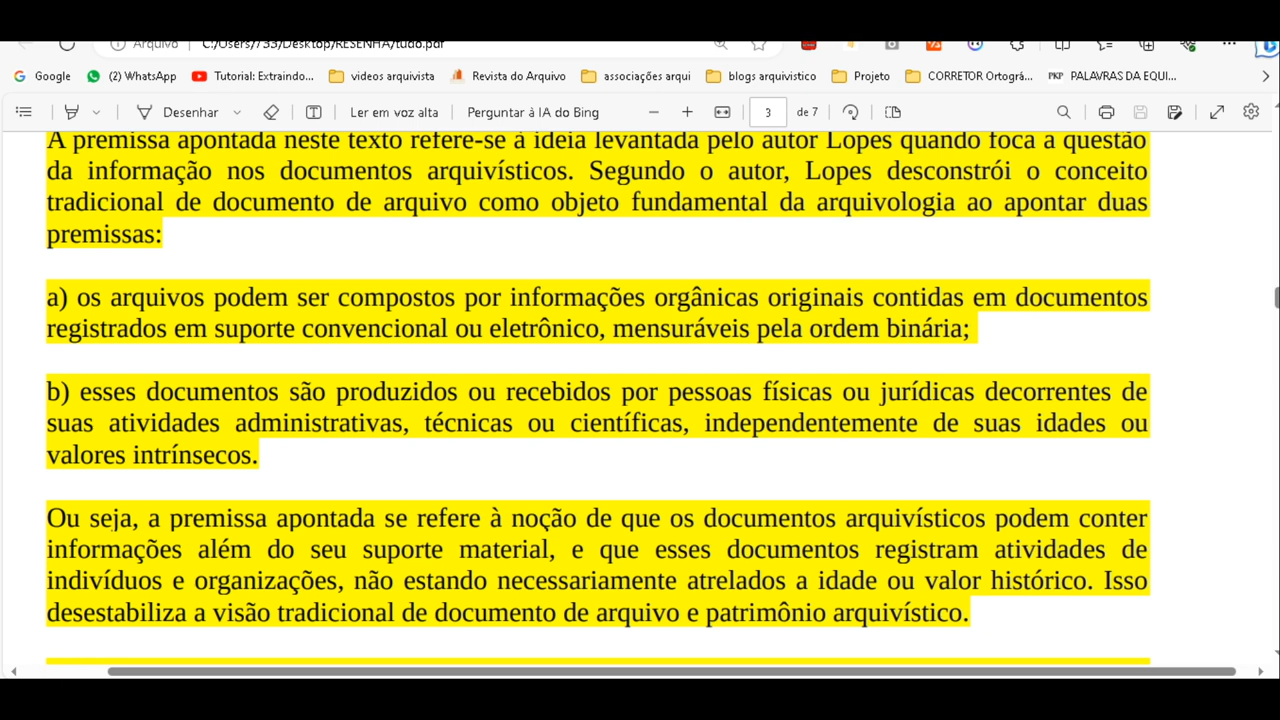 Arquivo | C:/Users/733/Desktop/RESENHA/tudo.pdf
Google (2) WhatsApp Tutorial: Extraindo... videos arquivista Revista do Arquivo associações arqui blogs arquivistico Projeto CORRETOR Ortográ... PKP PALAVRAS DA EQUI...
Desenhar Ler em voz alta Perguntar à IA do Bing 3 de 7
A premissa apontada neste texto refere-se à ideia levantada pelo autor Lopes quando foca a questão
da informação nos documentos arquivísticos. Segundo o autor, Lopes desconstrói o conceito
tradicional de documento de arquivo como objeto fundamental da arquivologia ao apontar duas
premissas:
a) os arquivos podem ser compostos por informações orgânicas originais contidas em documentos
registrados em suporte convencional ou eletrônico, mensuráveis pela ordem binária;
b) esses documentos são produzidos ou recebidos por pessoas físicas ou jurídicas decorrentes de
suas atividades administrativas, técnicas ou científicas, independentemente de suas idades ou
valores intrínsecos.
Ou seja, a premissa apontada se refere à noção de que os documentos arquivísticos podem conter
informações além do seu suporte material, e que esses documentos registram atividades de
indivíduos e organizações, não estando necessariamente atrelados a idade ou valor histórico. Isso
desestabiliza a visão tradicional de documento de arquivo e patrimônio arquivístico.